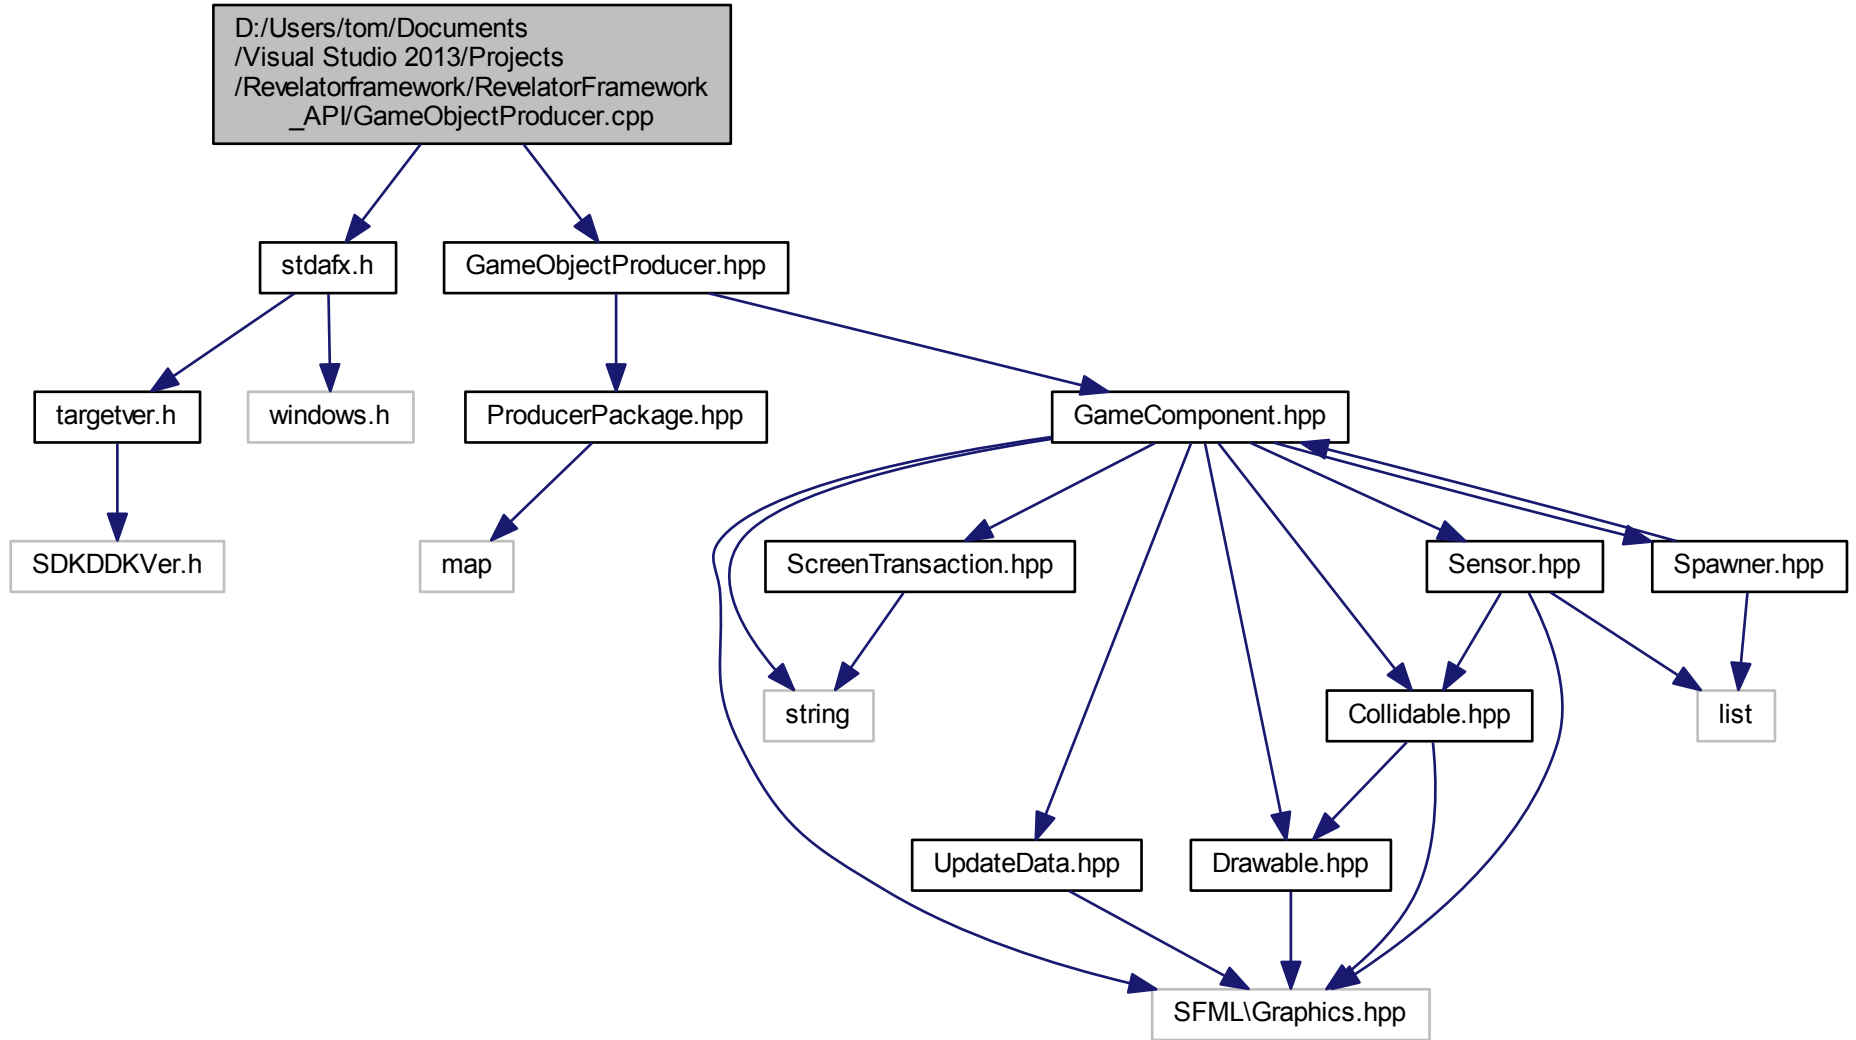 D:/Users/tom/Documents
/Visual Studio 2013/Projects
/Revelatorframework/RevelatorFramework
_API/GameObjectProducer.cpp
stdafx.h
GameObjectProducer.hpp
targetver.h
windows.h
ProducerPackage.hpp
GameComponent.hpp
SDKDDKVer.h
map
ScreenTransaction.hpp
Sensor.hpp
Spawner.hpp
string
Collidable.hpp
list
UpdateData.hpp
Drawable.hpp
SFML\Graphics.hpp